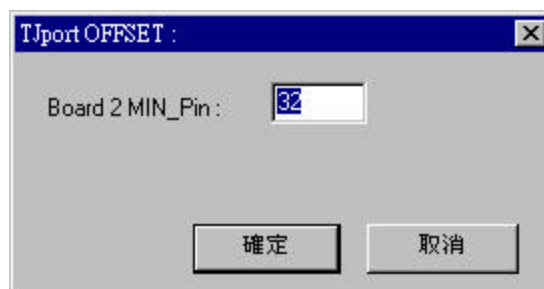 TJport OFFSET :
Board 2 MIN_Pin : 32
確定 取消